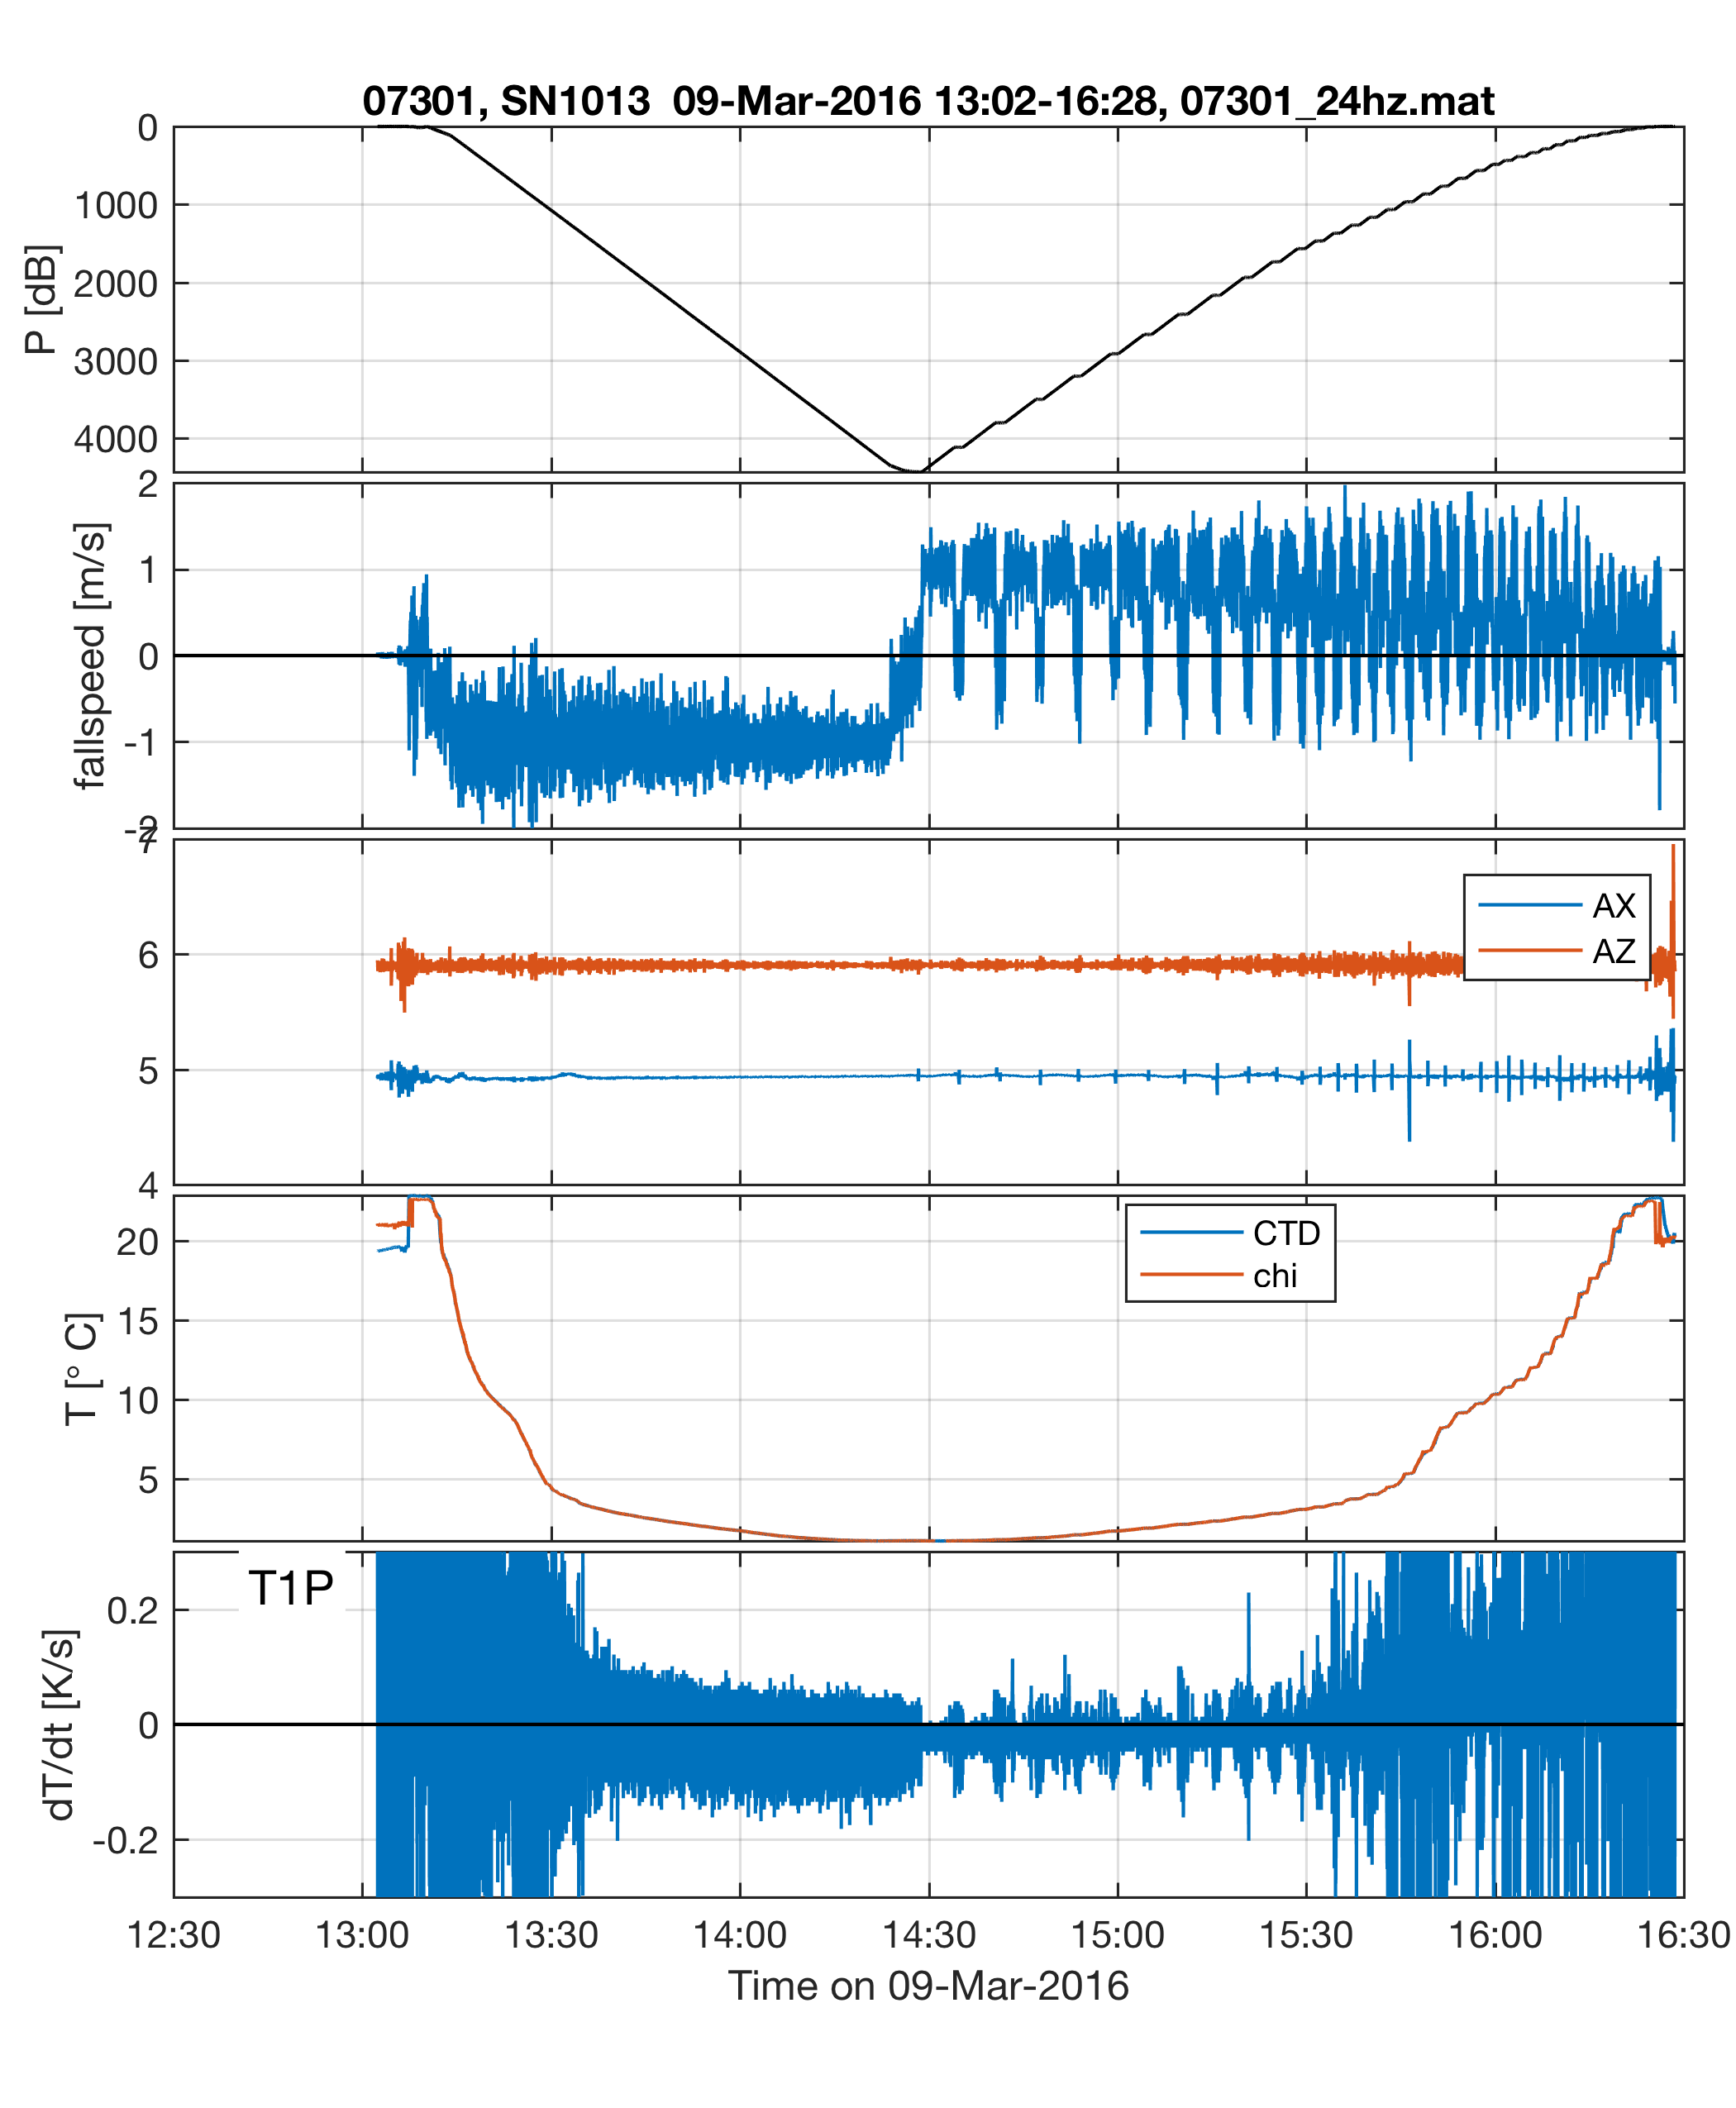 07301, SN1013  09-Mar-2016 13:02-16:28, 07301_24hz.mat
P [dB]
0
1000
2000
3000
4000
fallspeed [m/s]
2
1
0
-1
-2
7
6
5
4
AX
AZ
T [° C]
20
15
10
5
CTD
chi
dT/dt [K/s]
T1P
0.2
0
-0.2
12:30 13:00 13:30 14:00 14:30 15:00 15:30 16:00 16:30
Time on 09-Mar-2016